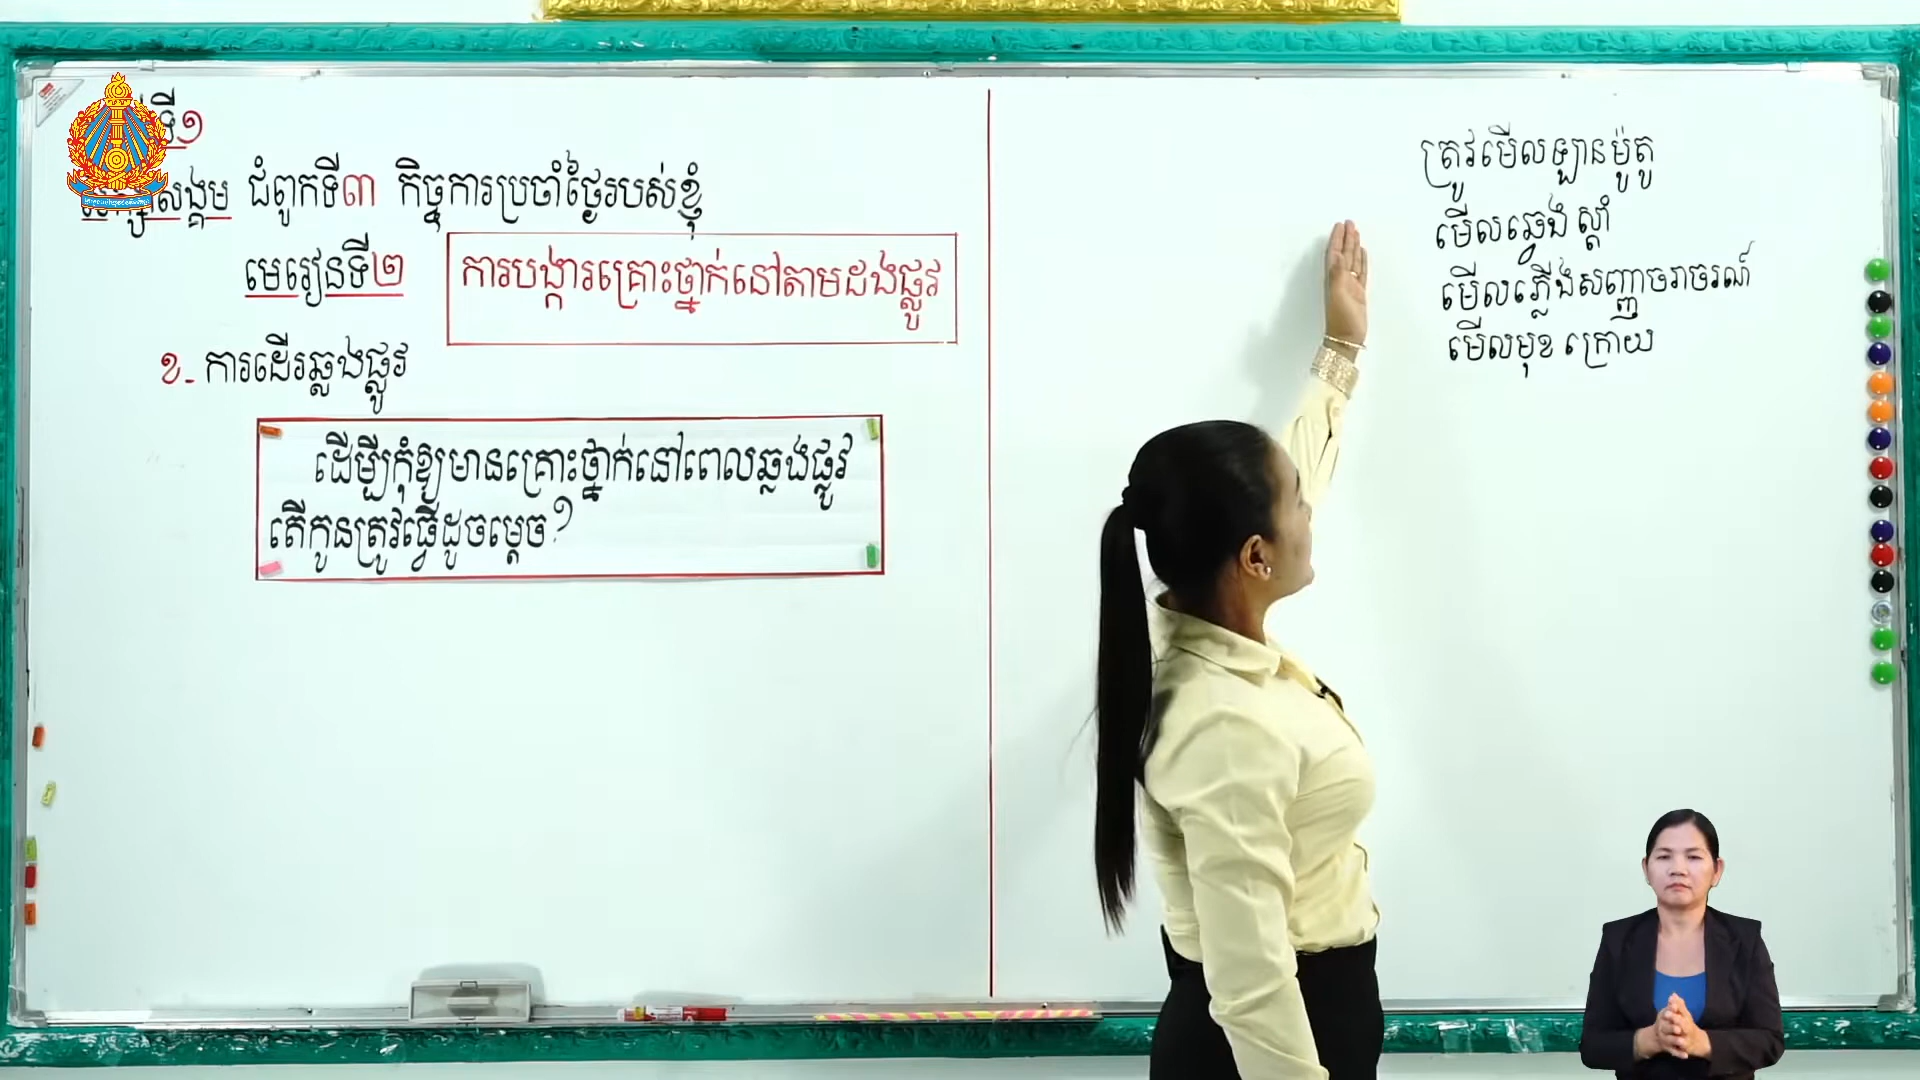 ទី១
សង្គម ជំពូកទី៣ កិច្ចការប្រចាំថ្ងៃរបស់ខ្ញុំ
មេរៀនទី២ ការបង្ការគ្រោះថ្នាក់នៅតាមដងផ្លូវ
ខ- ការដើរឆ្លងផ្លូវ
ដើម្បីកុំឱ្យមានគ្រោះថ្នាក់នៅពេលឆ្លងផ្លូវ
តើកូនត្រូវធ្វើដូចម្ដេច?
ត្រូវមើលឡានម៉ូតូ
មើលឆ្វេង ស្ដាំ
មើលភ្លើងសញ្ញាចរាចរណ៍
មើលមុខ ក្រោយ